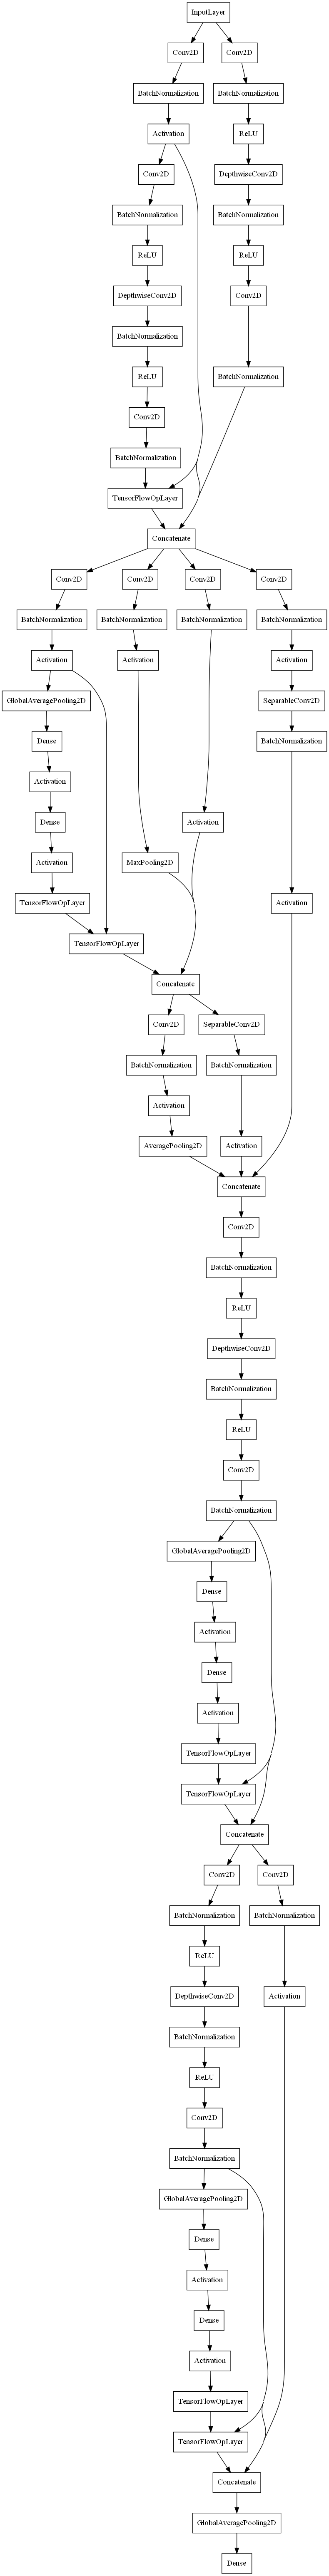 InputLayer
Conv2D
Conv2D
BatchNormalization
BatchNormalization
Activation
ReLU
Conv2D
DepthwiseConv2D
BatchNormalization
BatchNormalization
ReLU
ReLU
DepthwiseConv2D
Conv2D
BatchNormalization
ReLU
BatchNormalization
Conv2D
BatchNormalization
TensorFlowOpLayer
Concatenate
Conv2D
Conv2D
Conv2D
Conv2D
BatchNormalization
BatchNormalization
BatchNormalization
BatchNormalization
Activation
Activation
Activation
GlobalAveragePooling2D
SeparableConv2D
Dense
BatchNormalization
Activation
Dense
Activation
Activation
MaxPooling2D
TensorFlowOpLayer
Activation
TensorFlowOpLayer
Concatenate
Conv2D
SeparableConv2D
BatchNormalization
BatchNormalization
Activation
AveragePooling2D
Activation
Concatenate
Conv2D
BatchNormalization
ReLU
DepthwiseConv2D
BatchNormalization
ReLU
Conv2D
BatchNormalization
GlobalAveragePooling2D
Dense
Activation
Dense
Activation
TensorFlowOpLayer
TensorFlowOpLayer
Concatenate
Conv2D
Conv2D
BatchNormalization
BatchNormalization
ReLU
DepthwiseConv2D
Activation
BatchNormalization
ReLU
Conv2D
BatchNormalization
GlobalAveragePooling2D
Dense
Activation
Dense
Activation
TensorFlowOpLayer
TensorFlowOpLayer
Concatenate
GlobalAveragePooling2D
Dense